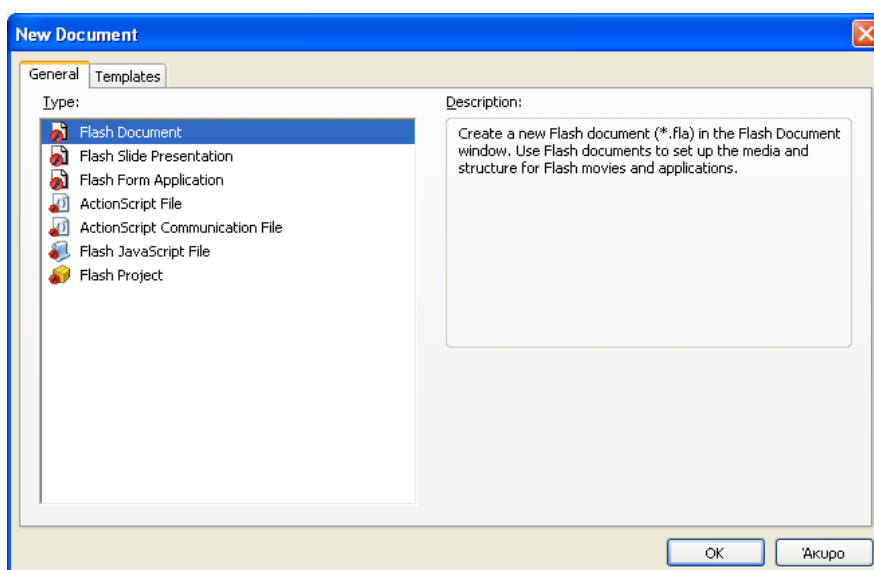 New Document
General
Templates
Type:
Flash Document
Flash Slide Presentation
Flash Form Application
ActionScript File
ActionScript Communication File
Flash JavaScript File
Flash Project
Description:
Create a new Flash document (*.fla) in the Flash Document
window. Use Flash documents to set up the media and
structure for Flash movies and applications.
OK
Άκυρο